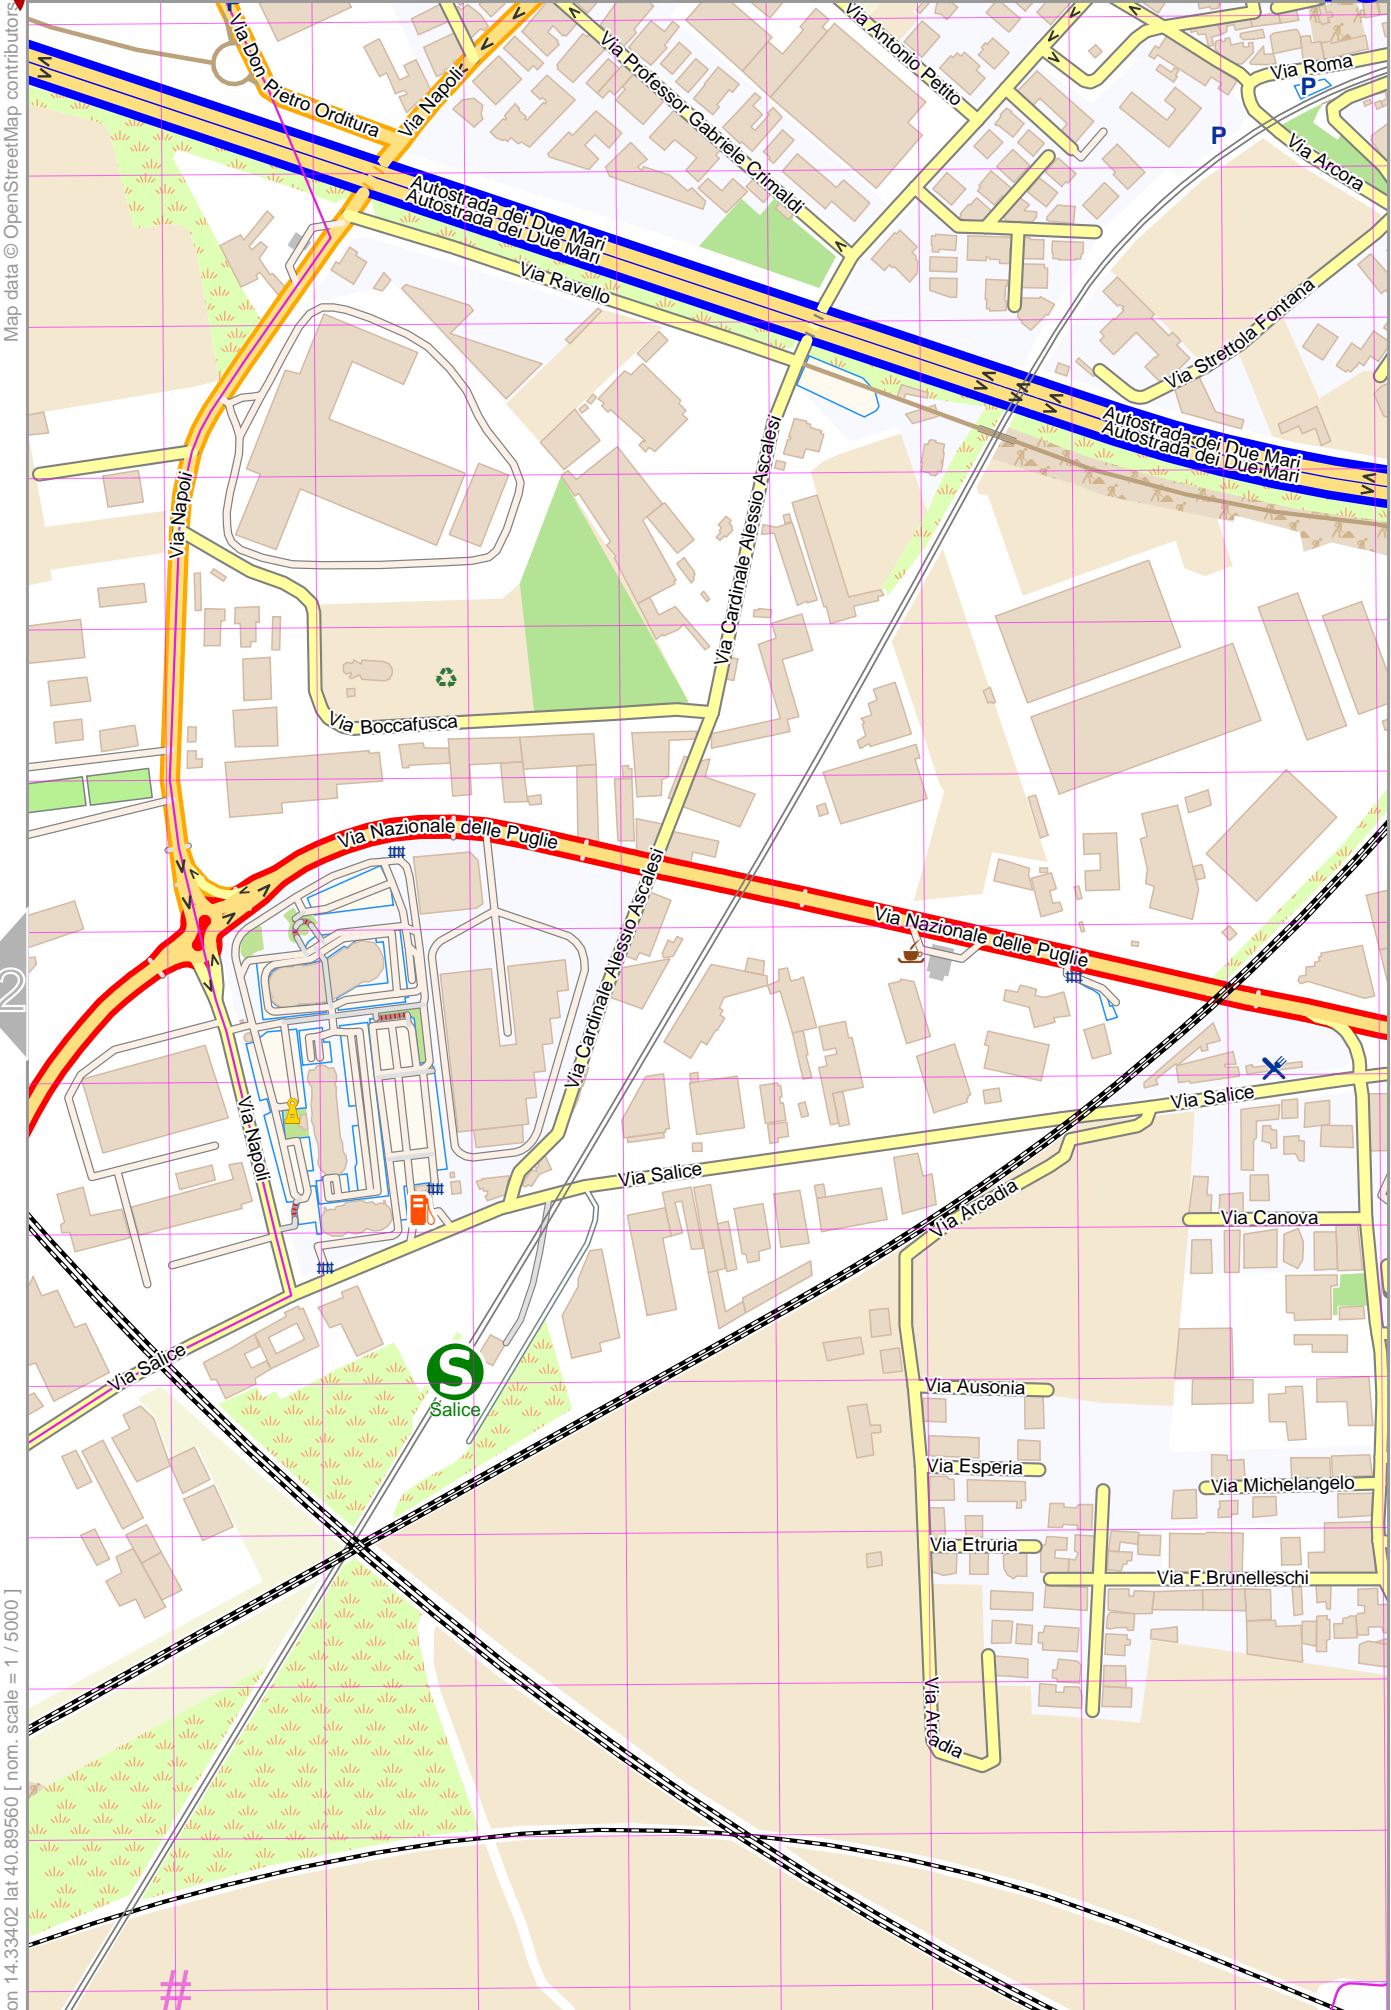 Map data © OpenStreetMap contributors
Via Don Pietro Orditura
Via Napoli
Via Professor Gabriele Crimaldi
Via Antonio Petito
Via Roma
P
P
Via Arcora
Autostrada dei Due Mari
Autostrada dei Due Mari
Via Ravello
Via Strettola Fontana
Autostrada dei Due Mari
Autostrada dei Due Mari
Via Napoli
Via Cardinale Alessio Ascalesi
Via Boccafusca
Via Nazionale delle Puglie
Via Nazionale delle Puglie
Via Cardinale Alessio Ascalesi
2
Via Napoli
Via Salice
Via Salice
Via Arcadia
Via Canova
Via Salice
S
Salice
Via Ausonia
Via Esperia
Via Michelangelo
Via Etruria
Via F.Brunelleschi
Via Arcadia
on 14.33402 lat 40.89560 [ nom. scale = 1 / 5000 ]
#